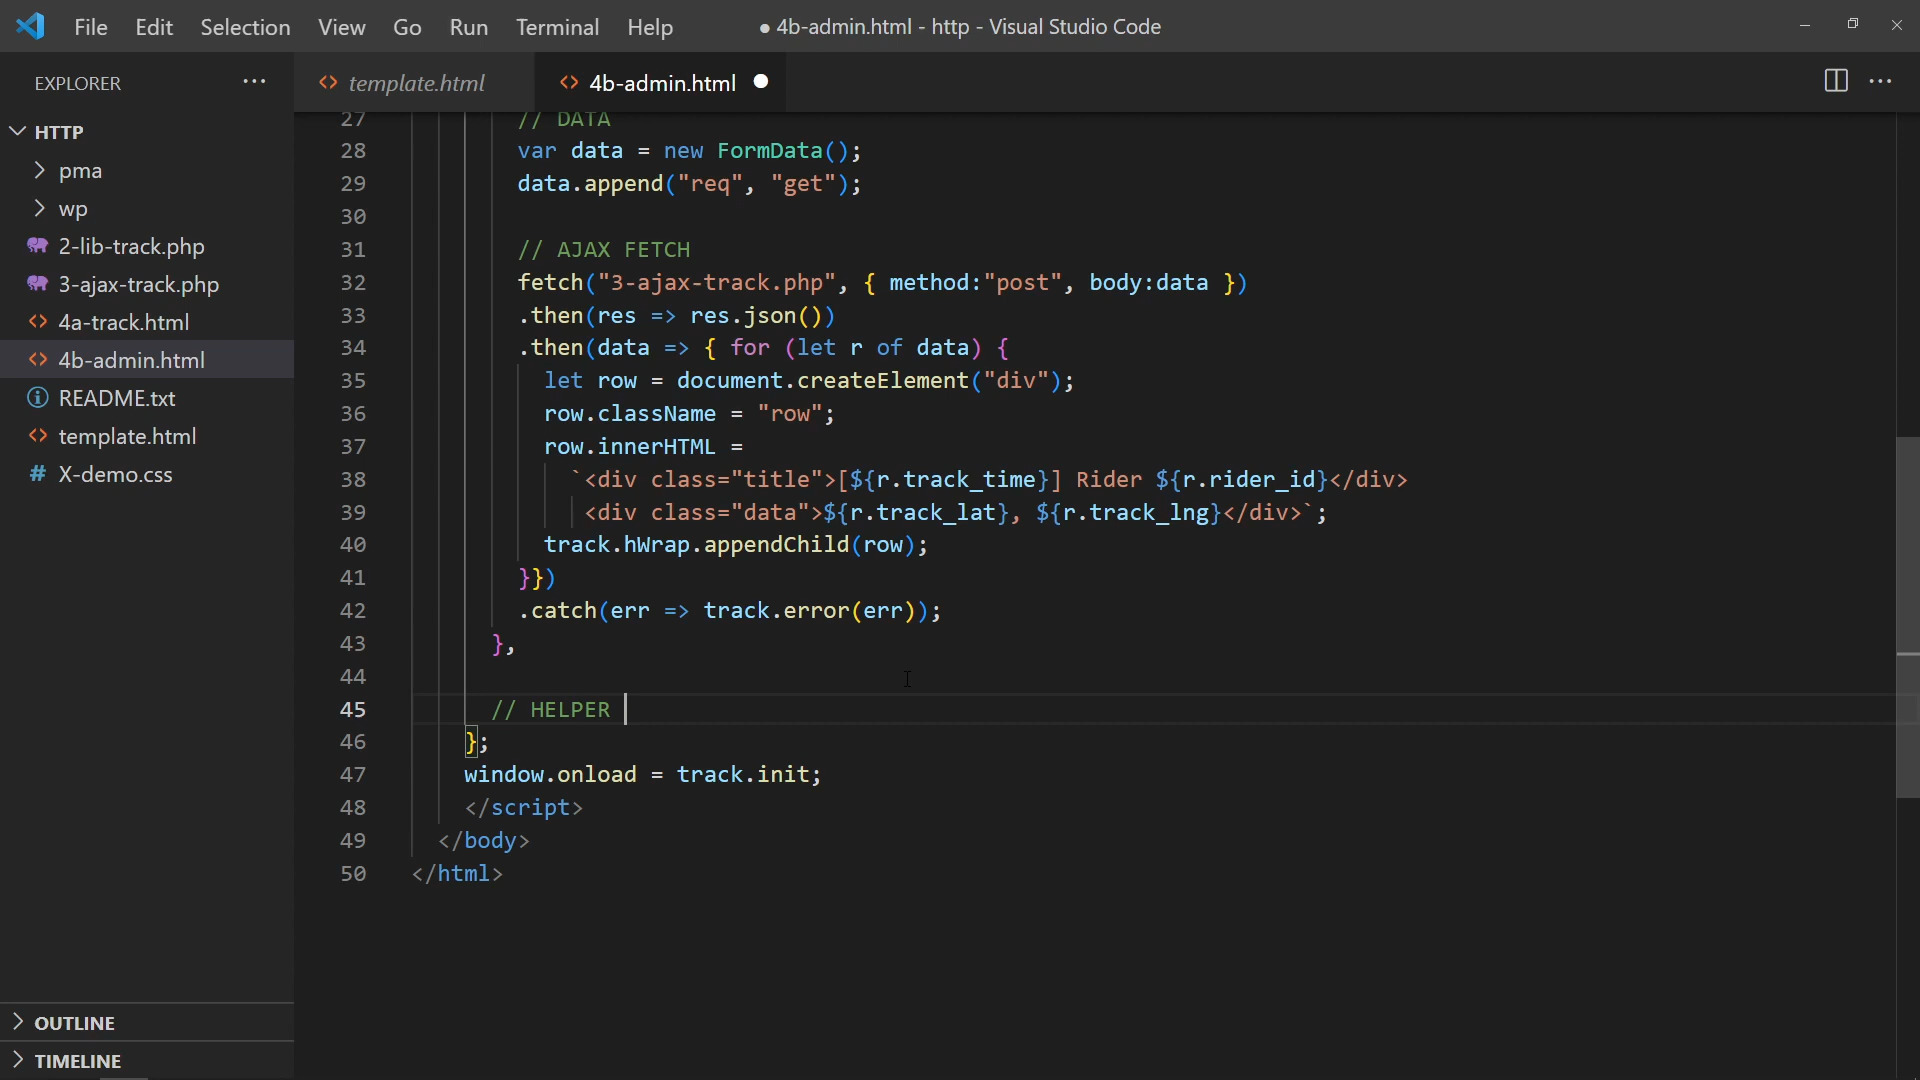 File Edit Selection View Go Run Terminal Help ● 4b-admin.html - http - Visual Studio Code
EXPLORER ···
<> template.html <> 4b-admin.html ●
HTTP
pma
wp
2-lib-track.php
3-ajax-track.php
<> 4a-track.html
<> 4b-admin.html
README.txt
<> template.html
# X-demo.css
OUTLINE
TIMELINE
27 // DATA
28 var data = new FormData();
29 data.append("req", "get");
30
31 // AJAX FETCH
32 fetch("3-ajax-track.php", { method:"post", body:data })
33 .then(res => res.json())
34 .then(data => { for (let r of data) {
35 let row = document.createElement("div");
36 row.className = "row";
37 row.innerHTML =
38 `<div class="title">[${r.track_time}] Rider ${r.rider_id}</div>
39 <div class="data">${r.track_lat}, ${r.track_lng}</div>`;
40 track.hWrap.appendChild(row);
41 }})
42 .catch(err => track.error(err));
43 },
44
45 // HELPER
46 };
47 window.onload = track.init;
48 </script>
49 </body>
50 </html>